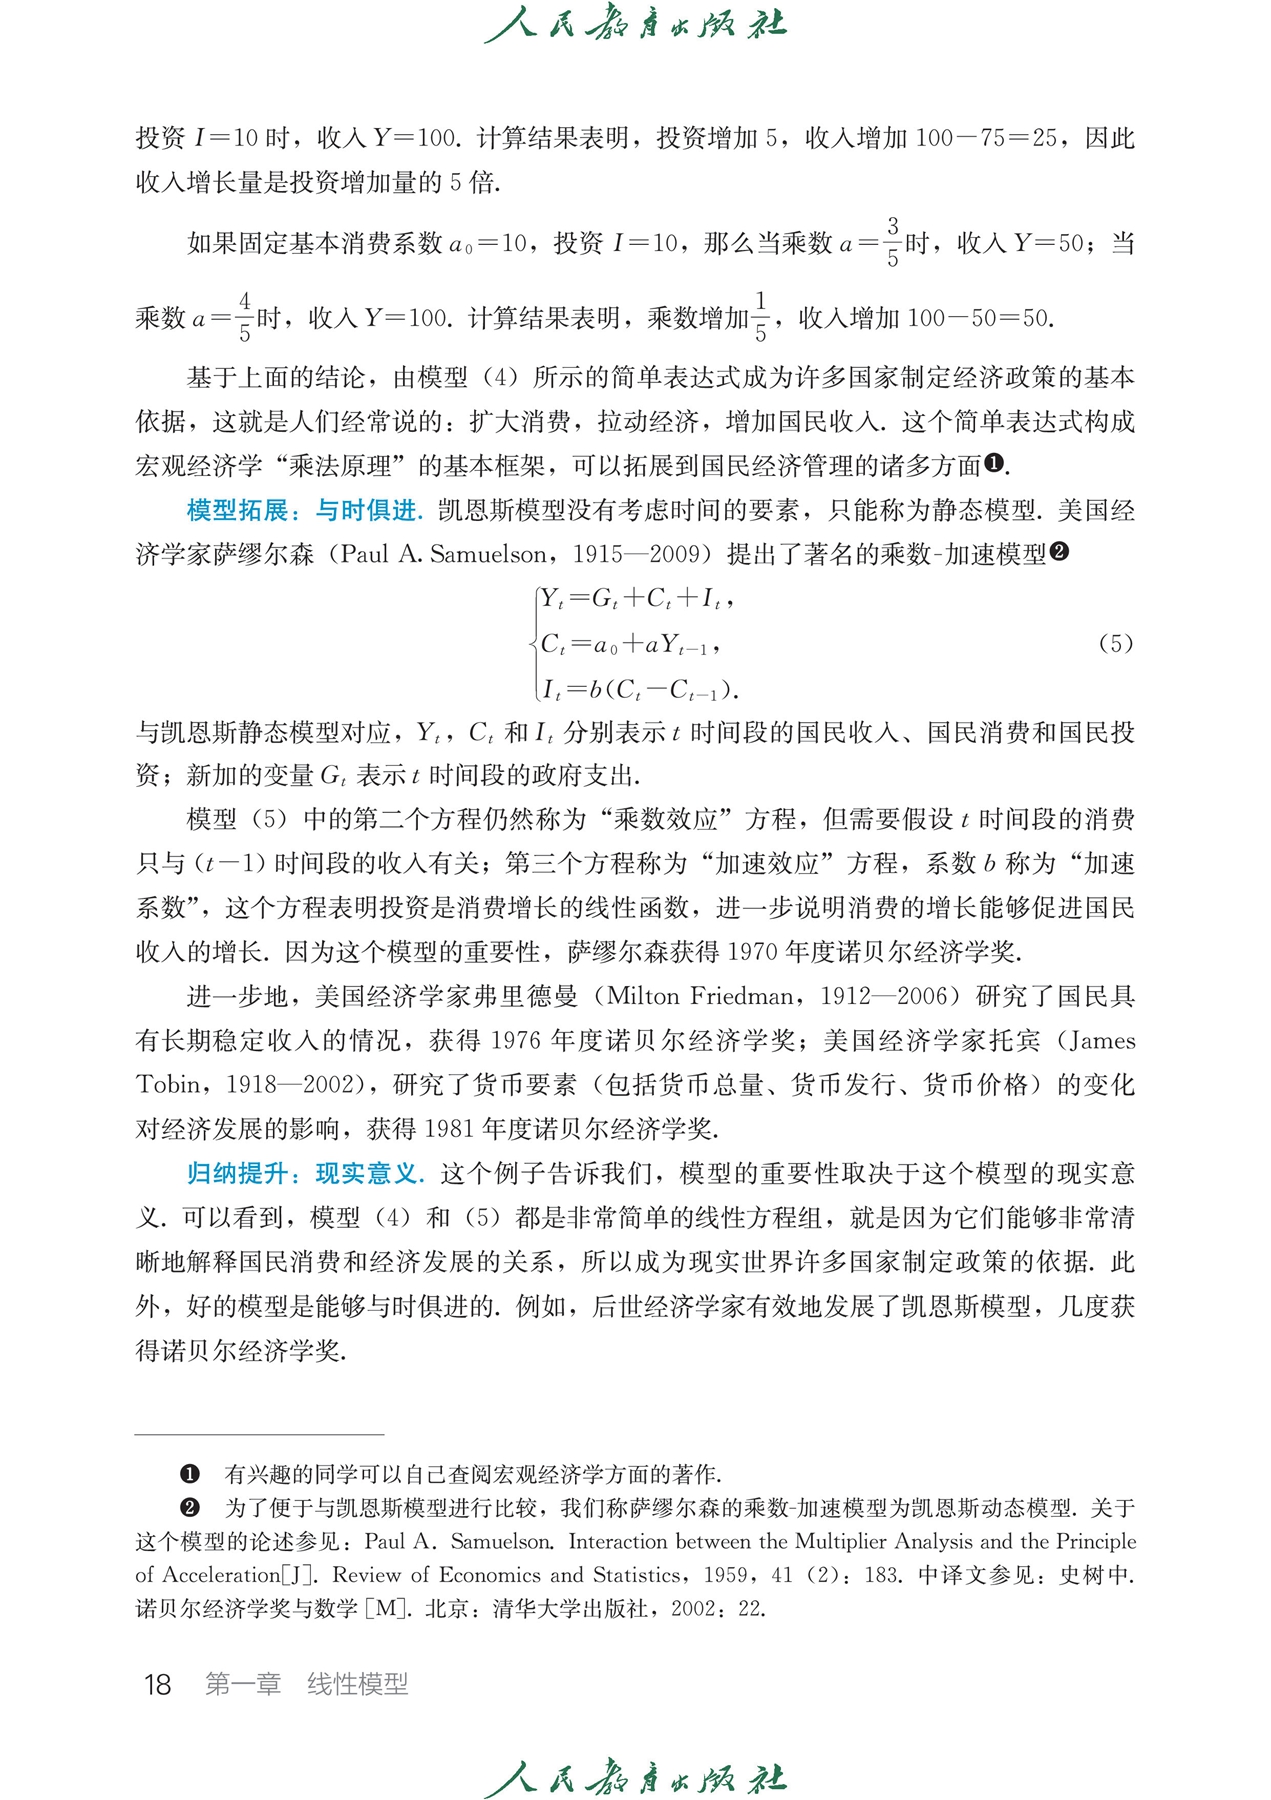 人民教育出版社
投资 I=10 时，收入 Y=100. 计算结果表明，投资增加 5，收入增加 100-75=25，因此
收入增长量是投资增加量的 5 倍.
如果固定基本消费系数 a₀=10，投资 I=10，那么当乘数 a=3/5时，收入 Y=50；当
乘数 a=4/5时，收入 Y=100. 计算结果表明，乘数增加1/5，收入增加 100-50=50.
基于上面的结论，由模型（4）所示的简单表达式成为许多国家制定经济政策的基本
依据，这就是人们经常说的：扩大消费，拉动经济，增加国民收入. 这个简单表达式构成
宏观经济学“乘法原理”的基本框架，可以拓展到国民经济管理的诸多方面❶.
模型拓展：与时俱进. 凯恩斯模型没有考虑时间的要素，只能称为静态模型. 美国经
济学家萨缪尔森（Paul A. Samuelson，1915—2009）提出了著名的乘数-加速模型❷
Yₜ=Gₜ+Cₜ+Iₜ，
Cₜ=a₀+aYₜ₋₁，
（5）
Iₜ=b(Cₜ-Cₜ₋₁).
与凯恩斯静态模型对应，Yₜ，Cₜ 和 Iₜ 分别表示 t 时间段的国民收入、国民消费和国民投
资；新加的变量 Gₜ 表示 t 时间段的政府支出.
模型（5）中的第二个方程仍然称为“乘数效应”方程，但需要假设 t 时间段的消费
只与 (t-1) 时间段的收入有关；第三个方程称为“加速效应”方程，系数 b 称为“加速
系数”，这个方程表明投资是消费增长的线性函数，进一步说明消费的增长能够促进国民
收入的增长. 因为这个模型的重要性，萨缪尔森获得 1970 年度诺贝尔经济学奖.
进一步地，美国经济学家弗里德曼（Milton Friedman，1912—2006）研究了国民具
有长期稳定收入的情况，获得 1976 年度诺贝尔经济学奖；美国经济学家托宾（James
Tobin，1918—2002），研究了货币要素（包括货币总量、货币发行、货币价格）的变化
对经济发展的影响，获得 1981 年度诺贝尔经济学奖.
归纳提升：现实意义. 这个例子告诉我们，模型的重要性取决于这个模型的现实意
义. 可以看到，模型（4）和（5）都是非常简单的线性方程组，就是因为它们能够非常清
晰地解释国民消费和经济发展的关系，所以成为现实世界许多国家制定政策的依据. 此
外，好的模型是能够与时俱进的. 例如，后世经济学家有效地发展了凯恩斯模型，几度获
得诺贝尔经济学奖.
❶ 有兴趣的同学可以自己查阅宏观经济学方面的著作.
❷ 为了便于与凯恩斯模型进行比较，我们称萨缪尔森的乘数-加速模型为凯恩斯动态模型. 关于
这个模型的论述参见：Paul A. Samuelson. Interaction between the Multiplier Analysis and the Principle
of Acceleration[J]. Review of Economics and Statistics，1959，41（2）：183. 中译文参见：史树中.
诺贝尔经济学奖与数学 [M]. 北京：清华大学出版社，2002：22.
18 第一章 线性模型
人民教育出版社